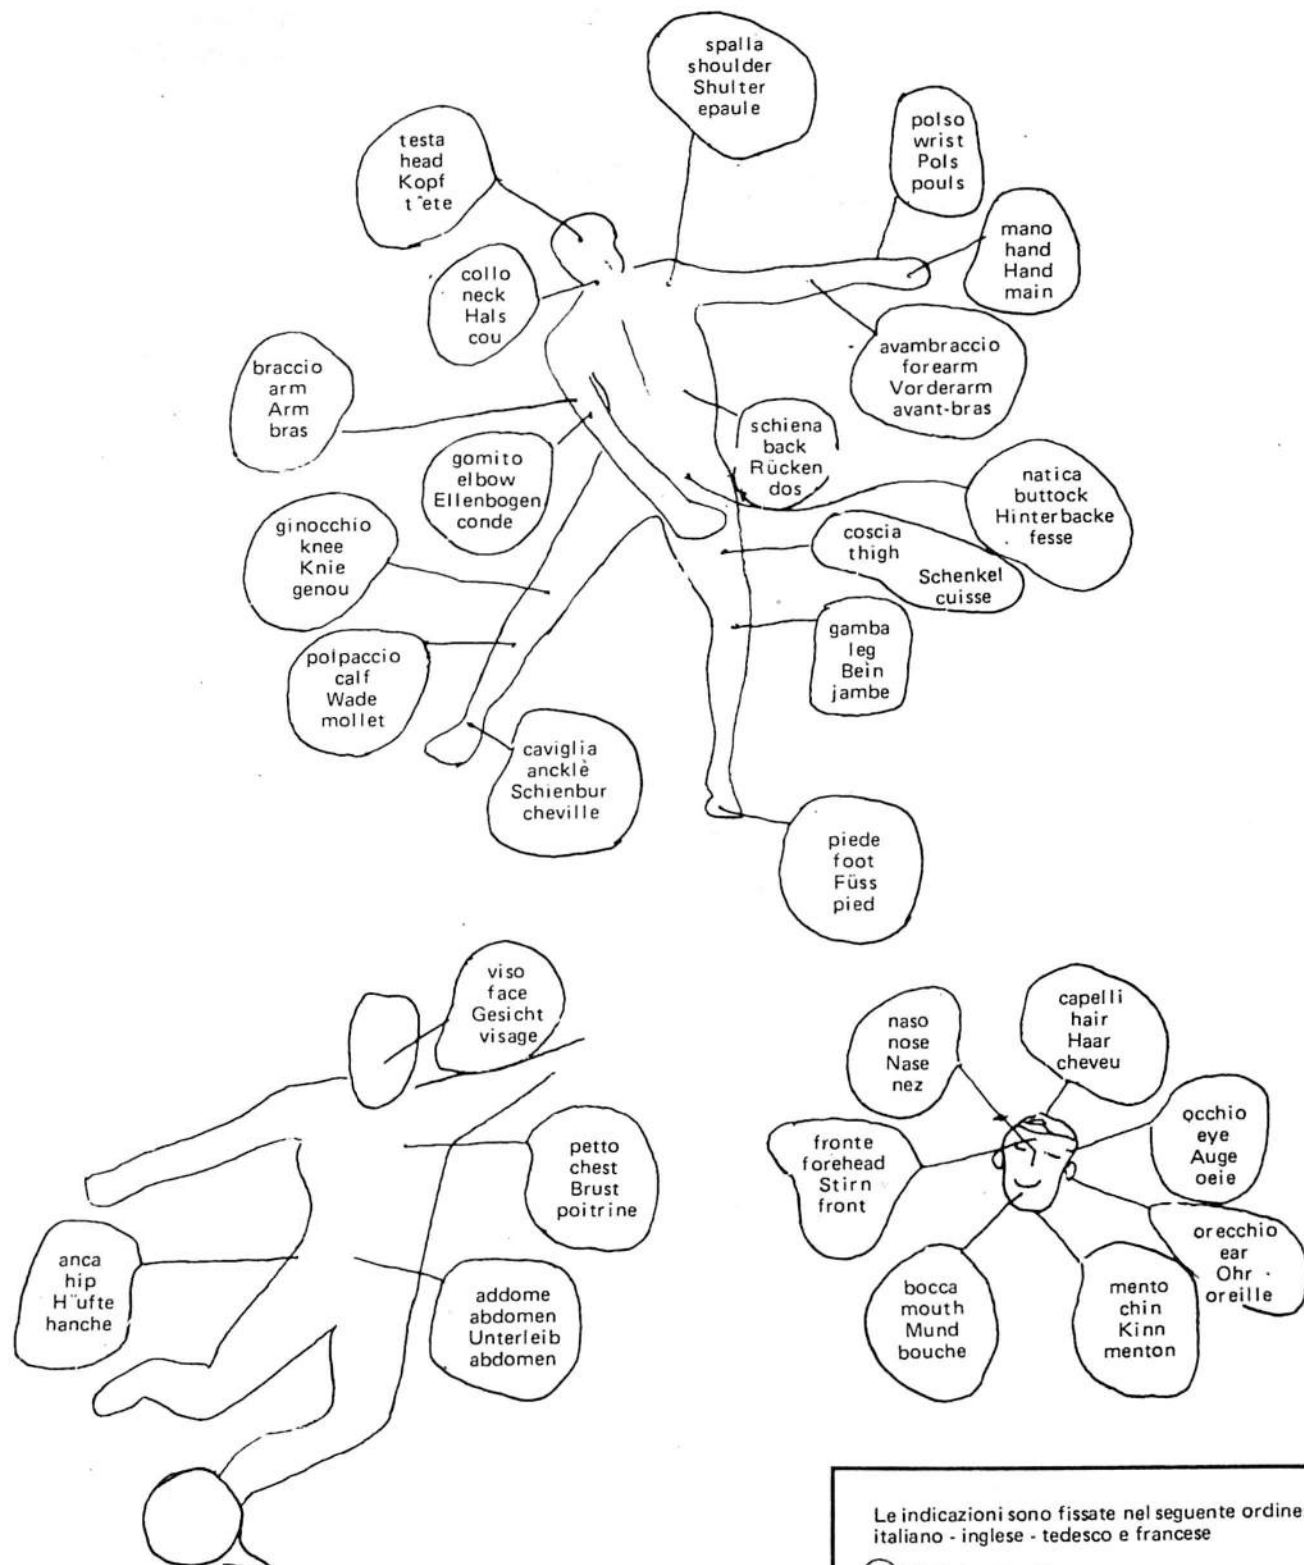 spalla
shoulder
Shulter
epaule
testa
head
Kopf
t^ete
polso
wrist
Pols
pouls
mano
hand
Hand
main
collo
neck
Hals
cou
avambraccio
forearm
Vorderarm
avant-bras
braccio
arm
Arm
bras
schiena
back
Rücken
dos
gomito
elbow
Ellenbogen
conde
natica
buttock
Hinterbacke
fesse
ginocchio
knee
Knie
genou
coscia
thigh
Schenkel
cuisse
gamba
leg
Bein
jambe
polpaccio
calf
Wade
mollet
caviglia
ancklè
Schienbur
cheville
piede
foot
Füss
pied
viso
face
Gesicht
visage
petto
chest
Brust
poitrine
anca
hip
H¨ufte
hanche
addome
abdomen
Unterleib
abdomen
naso
nose
Nase
nez
capelli
hair
Haar
cheveu
occhio
eye
Auge
oeie
fronte
forehead
Stirn
front
orecchio
ear
Ohr
oreille
bocca
mouth
Mund
bouche
mento
chin
Kinn
menton
Le indicazioni sono fissate nel seguente ordine
italiano - inglese - tedesco e francese